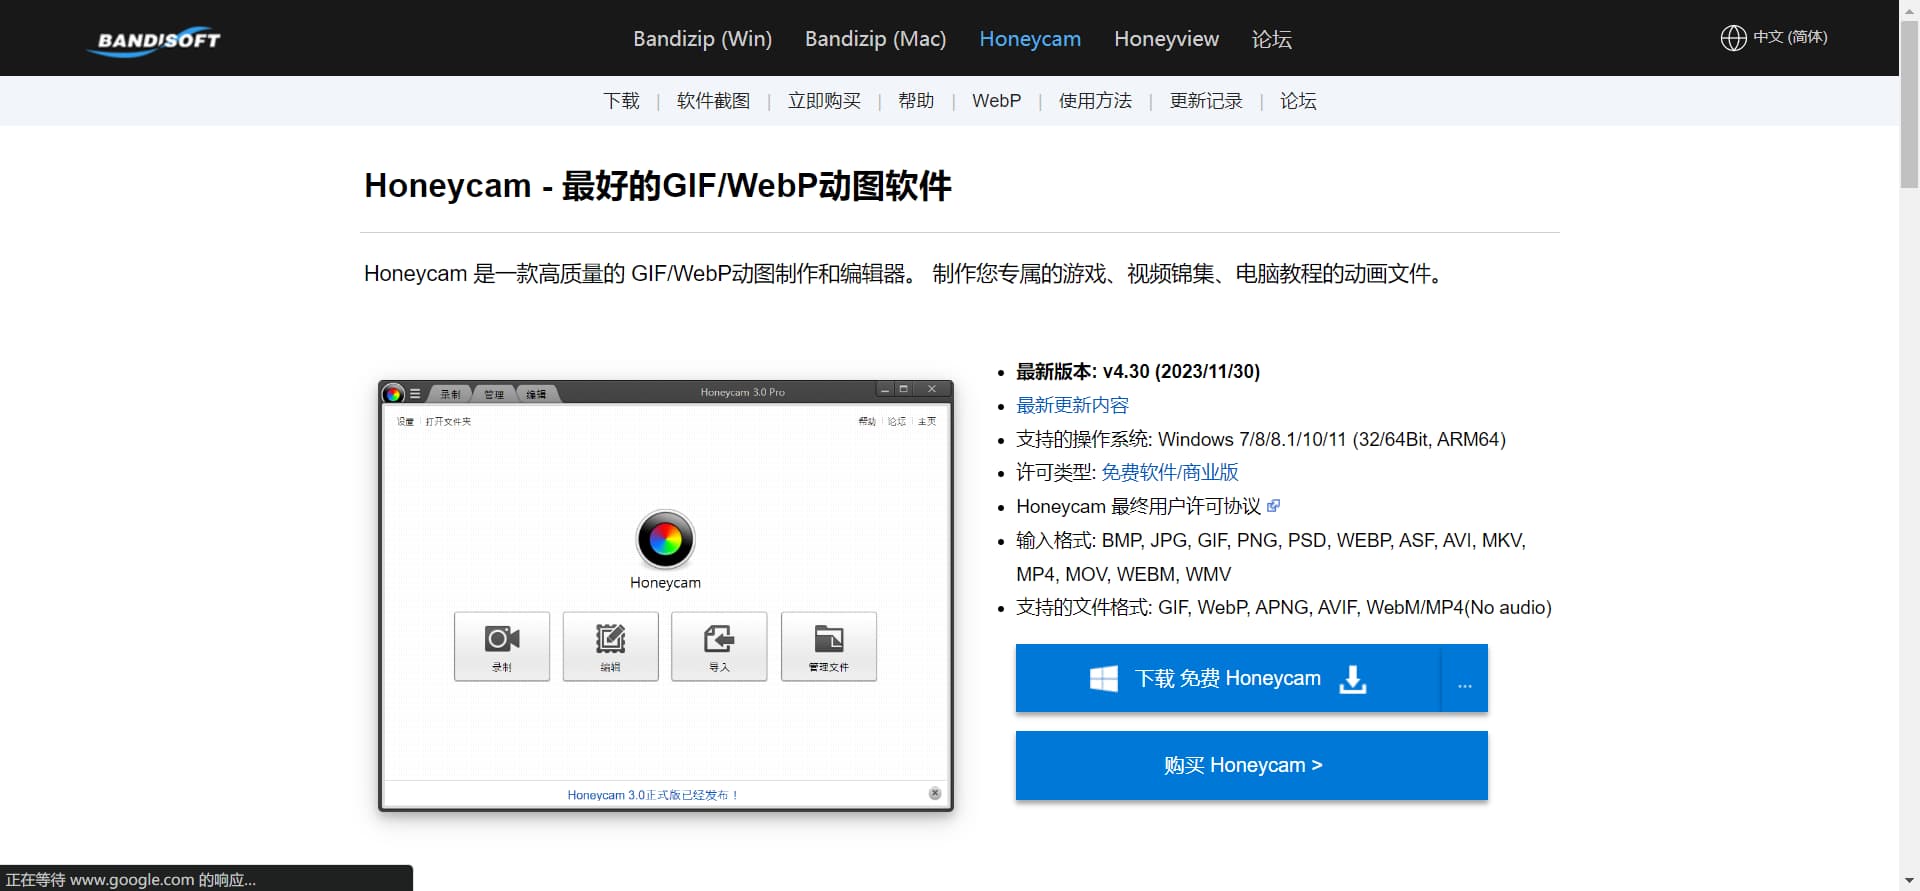 BANDISOFT
Bandizip (Win) Bandizip (Mac) Honeycam Honeyview 论坛
中文 (简体)
下载 | 软件截图 | 立即购买 | 帮助 | WebP | 使用方法 | 更新记录 | 论坛
Honeycam - 最好的GIF/WebP动图软件
Honeycam 是一款高质量的 GIF/WebP动图制作和编辑器。 制作您专属的游戏、视频锦集、电脑教程的动画文件。
录制 管理 编辑 Honeycam 3.0 Pro
设置 打开文件夹 帮助 论坛 主页
Honeycam
录制 编辑 导入 管理文件
Honeycam 3.0正式版已经发布！
最新版本: v4.30 (2023/11/30)
最新更新内容
支持的操作系统: Windows 7/8/8.1/10/11 (32/64Bit, ARM64)
许可类型: 免费软件/商业版
Honeycam 最终用户许可协议
输入格式: BMP, JPG, GIF, PNG, PSD, WEBP, ASF, AVI, MKV,
MP4, MOV, WEBM, WMV
支持的文件格式: GIF, WebP, APNG, AVIF, WebM/MP4(No audio)
下载 免费 Honeycam ...
购买 Honeycam >
正在等待 www.google.com 的响应...